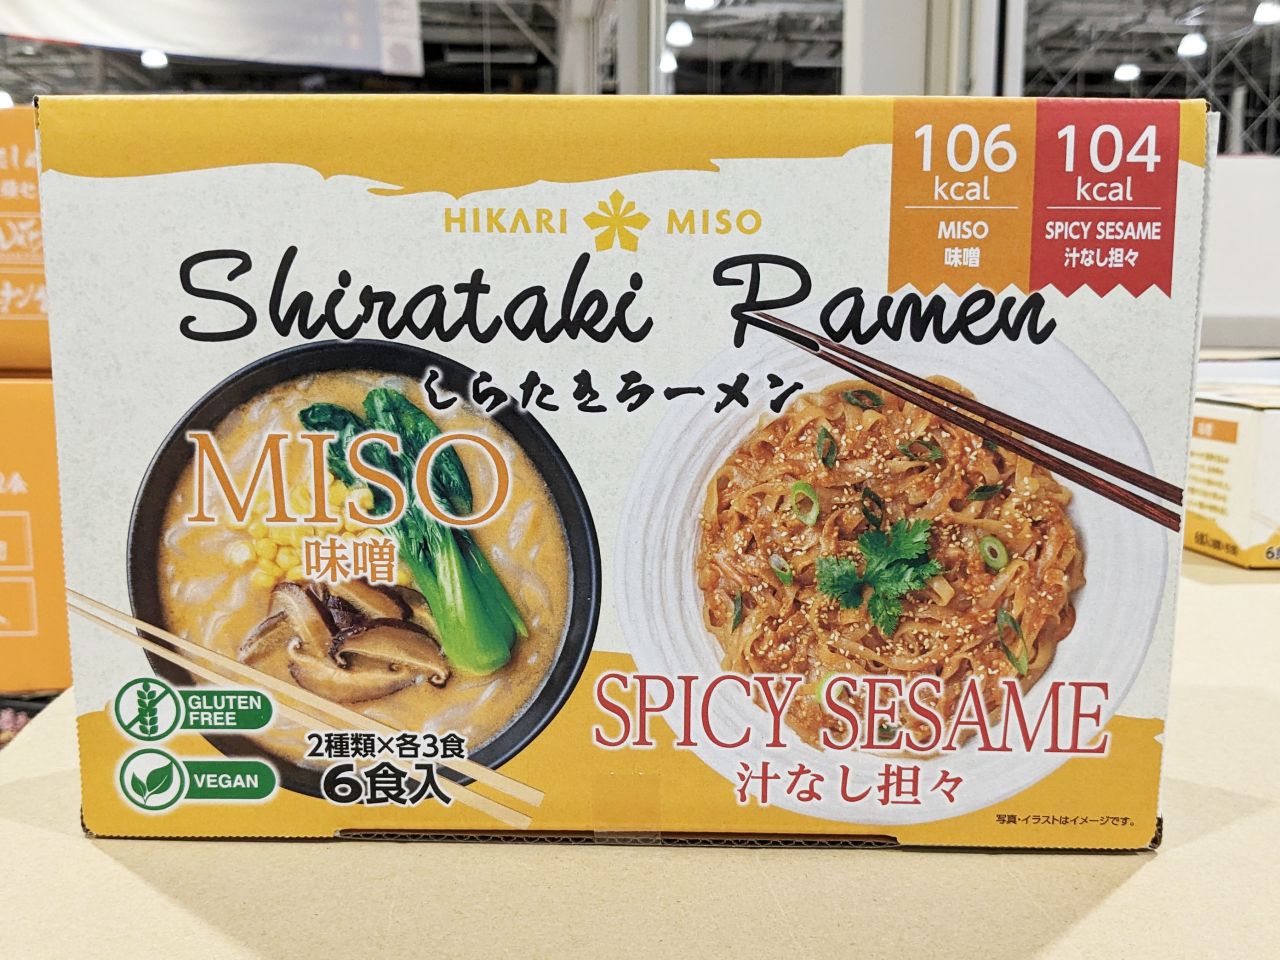 106
kcal
MISO
味噌
104
kcal
SPICY SESAME
汁なし担々
HIKARI MISO
Shirataki Ramen
しらたきラーメン
MISO
味噌
SPICY SESAME
汁なし担々
GLUTEN
FREE
VEGAN
2種類×各3食
6食入
写真・イラストはイメージです。